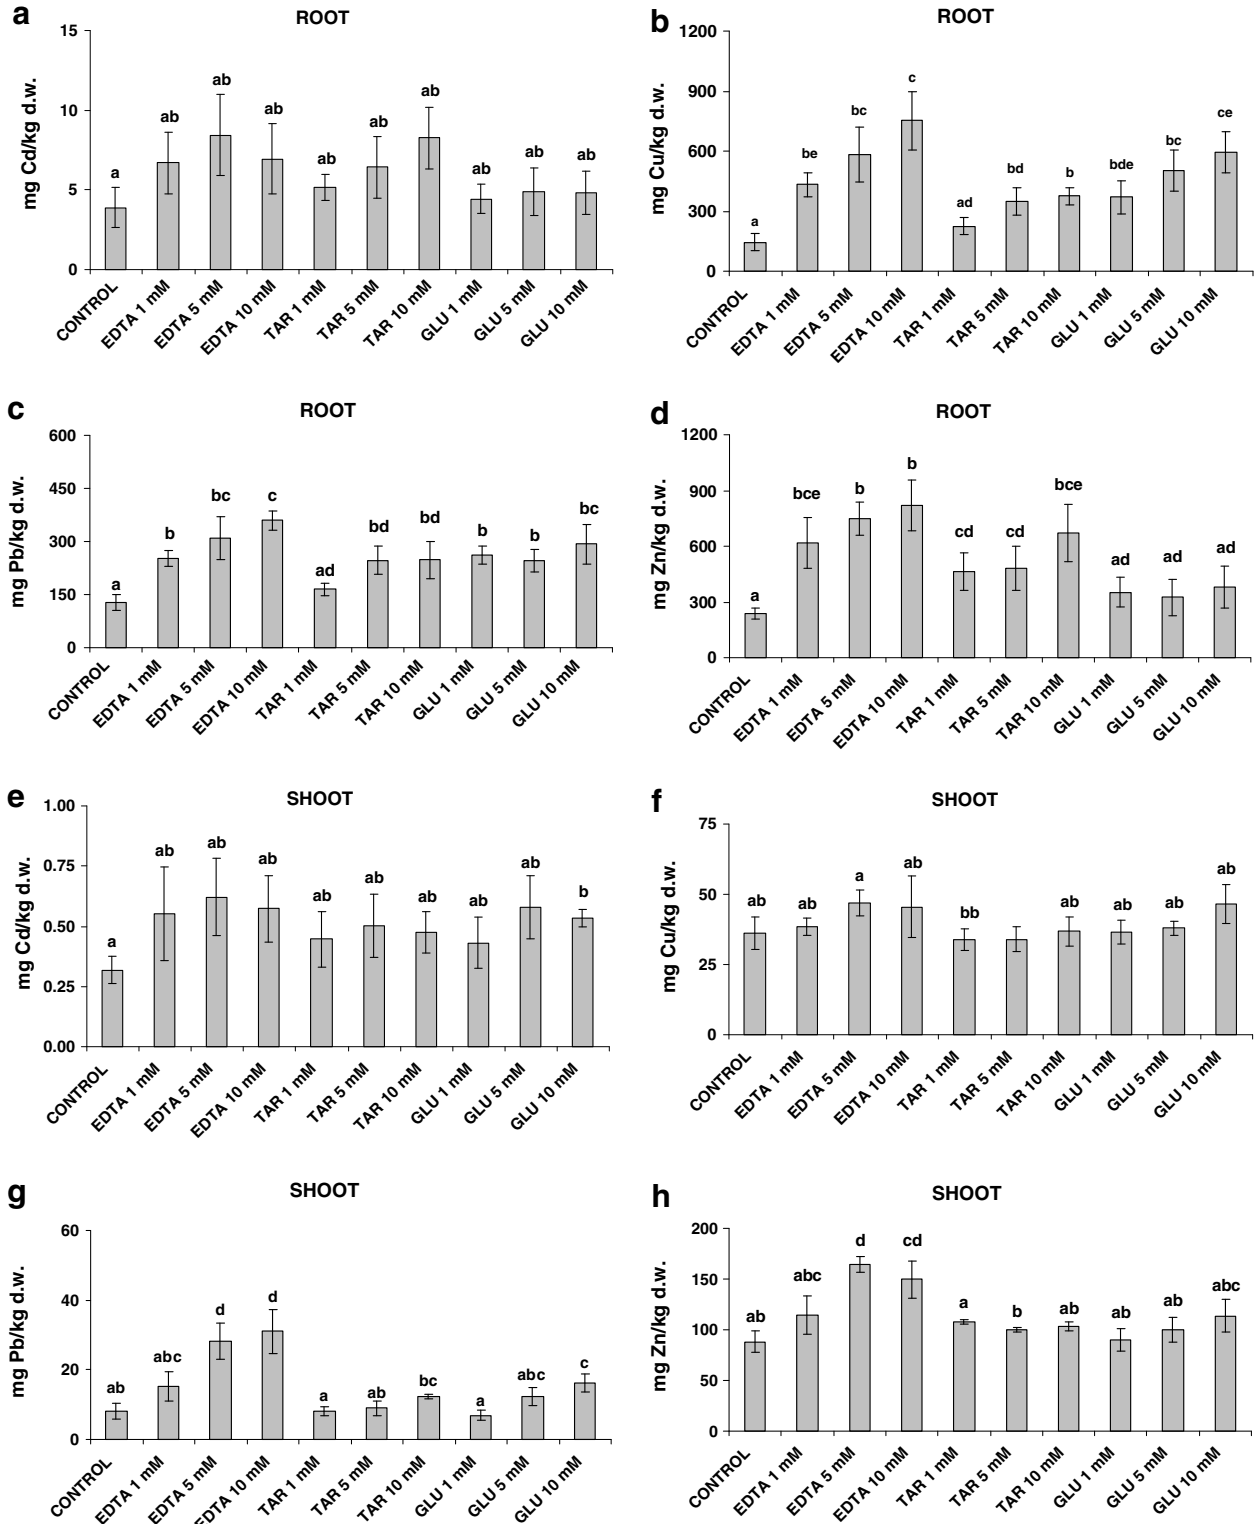 a
ROOT
mg Cd/kg d.w.
15
10
5
0
a
ab
ab
ab
ab
ab
ab
ab
ab
ab
CONTROL
EDTA 1 mM
EDTA 5 mM
EDTA 10 mM
TAR 1 mM
TAR 5 mM
TAR 10 mM
GLU 1 mM
GLU 5 mM
GLU 10 mM
b
ROOT
mg Cu/kg d.w.
1200
900
600
300
0
a
be
bc
c
ad
bd
b
bde
bc
ce
CONTROL
EDTA 1 mM
EDTA 5 mM
EDTA 10 mM
TAR 1 mM
TAR 5 mM
TAR 10 mM
GLU 1 mM
GLU 5 mM
GLU 10 mM
c
ROOT
mg Pb/kg d.w.
600
450
300
150
0
a
b
bc
c
ad
bd
bd
b
b
bc
CONTROL
EDTA 1 mM
EDTA 5 mM
EDTA 10 mM
TAR 1 mM
TAR 5 mM
TAR 10 mM
GLU 1 mM
GLU 5 mM
GLU 10 mM
d
ROOT
mg Zn/kg d.w.
1200
900
600
300
0
a
bce
b
b
cd
cd
bce
ad
ad
ad
CONTROL
EDTA 1 mM
EDTA 5 mM
EDTA 10 mM
TAR 1 mM
TAR 5 mM
TAR 10 mM
GLU 1 mM
GLU 5 mM
GLU 10 mM
e
SHOOT
mg Cd/kg d.w.
1.00
0.75
0.50
0.25
0.00
a
ab
ab
ab
ab
ab
ab
ab
ab
b
CONTROL
EDTA 1 mM
EDTA 5 mM
EDTA 10 mM
TAR 1 mM
TAR 5 mM
TAR 10 mM
GLU 1 mM
GLU 5 mM
GLU 10 mM
f
SHOOT
mg Cu/kg d.w.
75
50
25
0
ab
ab
a
ab
bb
ab
ab
ab
ab
CONTROL
EDTA 1 mM
EDTA 5 mM
EDTA 10 mM
TAR 1 mM
TAR 5 mM
TAR 10 mM
GLU 1 mM
GLU 5 mM
GLU 10 mM
g
SHOOT
mg Pb/kg d.w.
60
40
20
0
ab
abc
d
d
a
ab
bc
a
abc
c
CONTROL
EDTA 1 mM
EDTA 5 mM
EDTA 10 mM
TAR 1 mM
TAR 5 mM
TAR 10 mM
GLU 1 mM
GLU 5 mM
GLU 10 mM
h
SHOOT
mg Zn/kg d.w.
200
150
100
50
0
ab
abc
d
cd
a
b
ab
ab
ab
abc
CONTROL
EDTA 1 mM
EDTA 5 mM
EDTA 10 mM
TAR 1 mM
TAR 5 mM
TAR 10 mM
GLU 1 mM
GLU 5 mM
GLU 10 mM